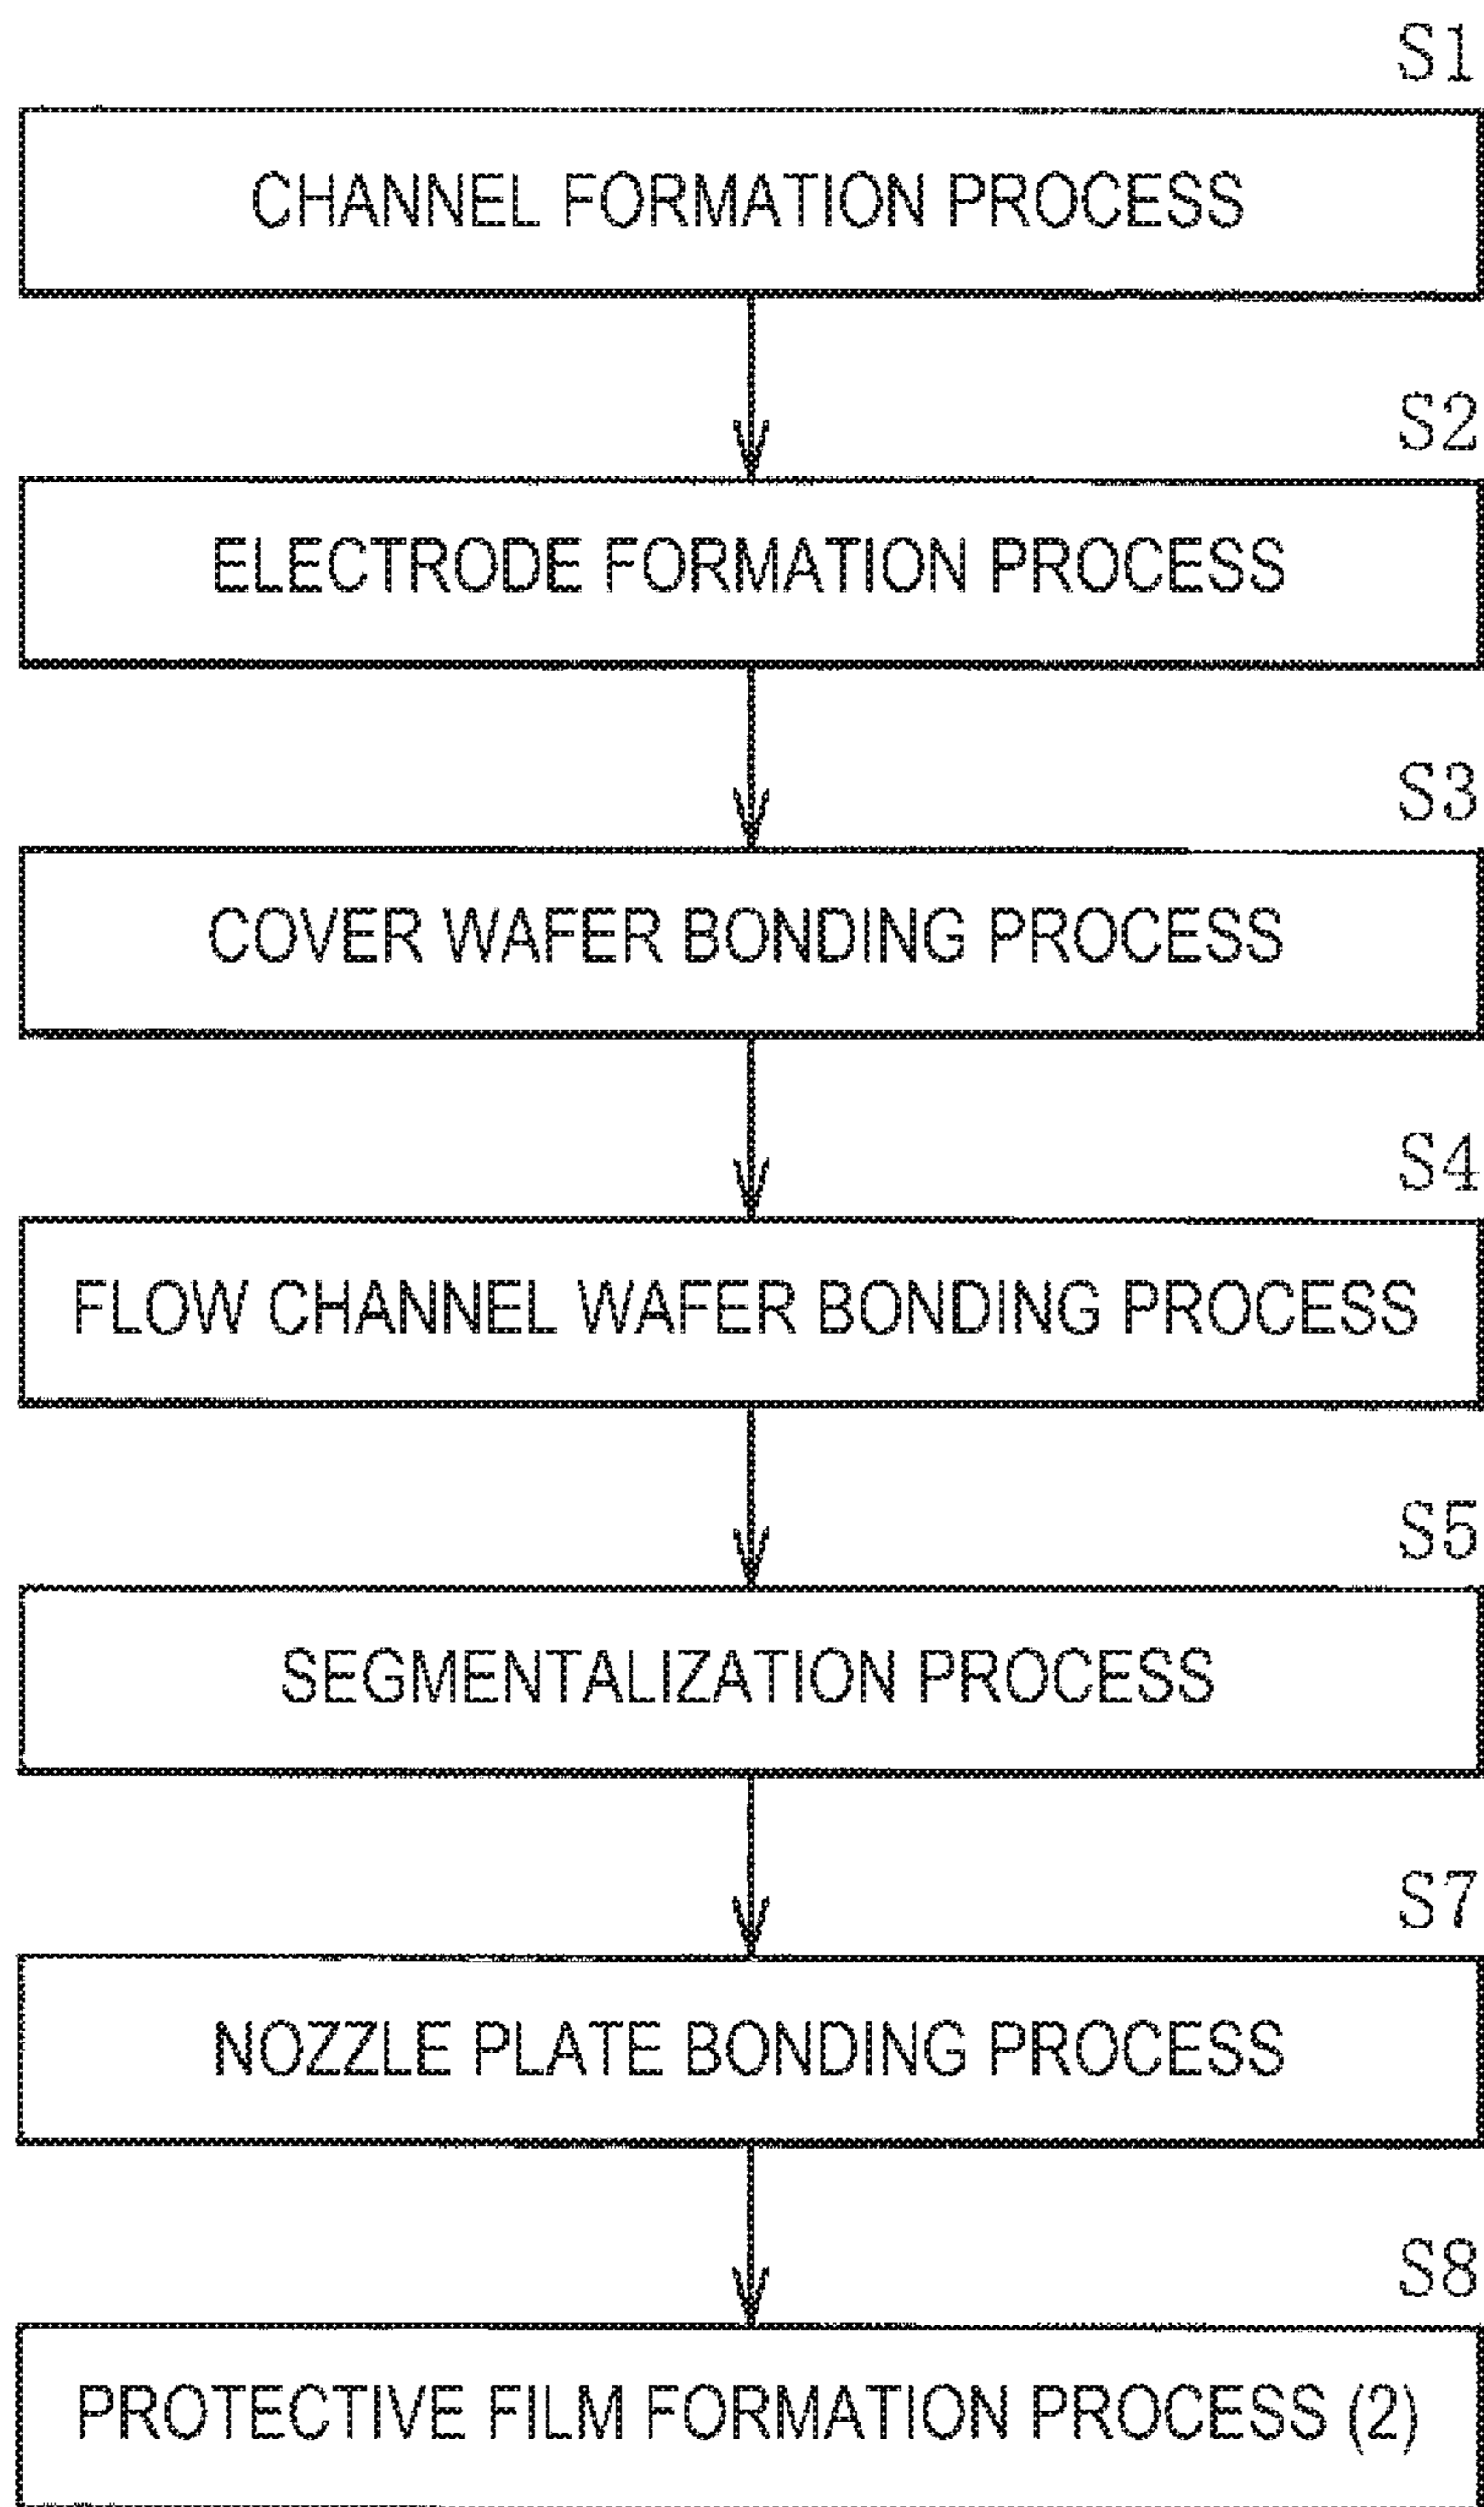 S1
CHANNEL FORMATION PROCESS
S2
ELECTRODE FORMATION PROCESS
S3
COVER WAFER BONDING PROCESS
S4
FLOW CHANNEL WAFER BONDING PROCESS
S5
SEGMENTALIZATION PROCESS
S7
NOZZLE PLATE BONDING PROCESS
S8
PROTECTIVE FILM FORMATION PROCESS (2)